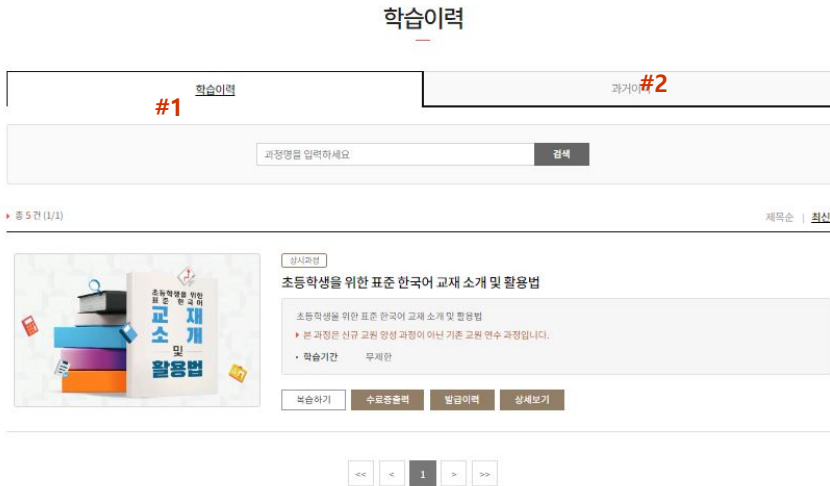 학습이력
학습이력
#1
과거이
#2
과정명을 입력하세요
검색
총 5 건 (1/1)
제목순 | 최신
초등학생을 위한
표준 한국어
교재
소개
및
활용법
상시과정
초등학생을 위한 표준 한국어 교재 소개 및 활용법
초등학생을 위한 표준 한국어 교재 소개 및 활용법
본 과정은 신규 교원 양성 과정이 아닌 기존 교원 연수 과정입니다.
· 학습기간 무제한
복습하기
수료증출력
발급이력
상세보기
<< < 1 > >>